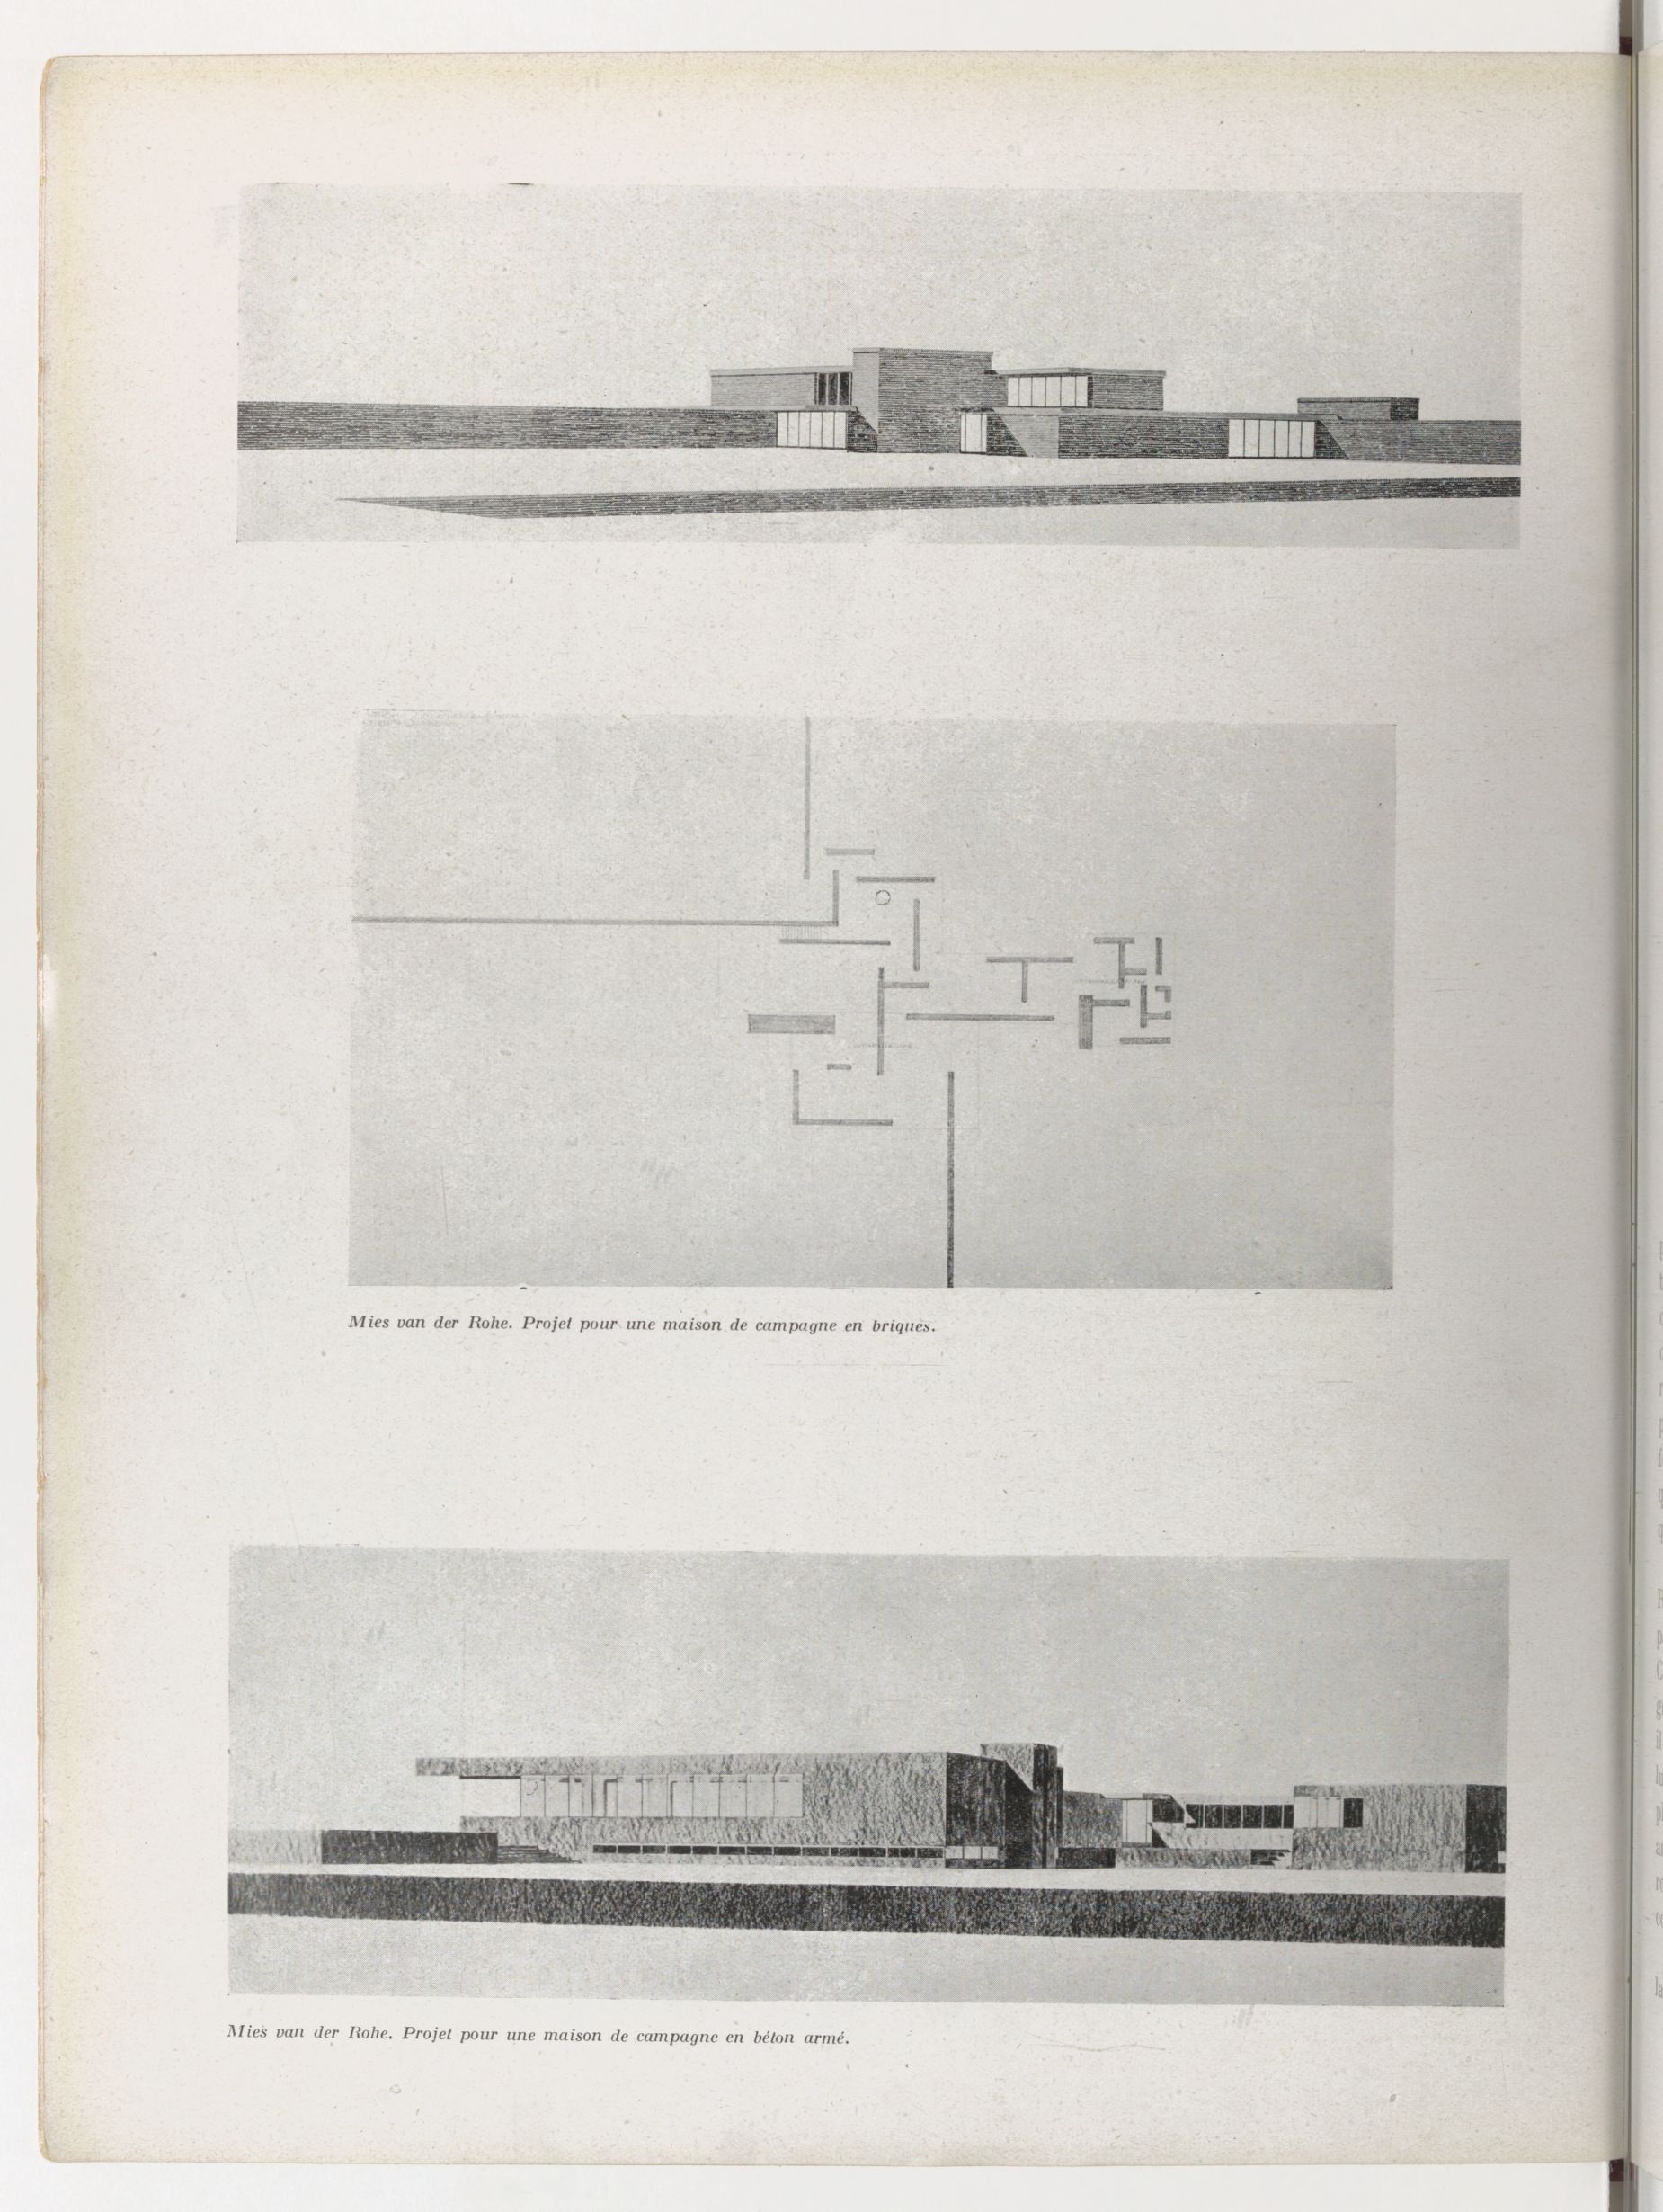 Mies van der Rohe. Projet pour une maison de campagne en briques.
Mies van der Rohe. Projet pour une maison de campagne en béton armé.